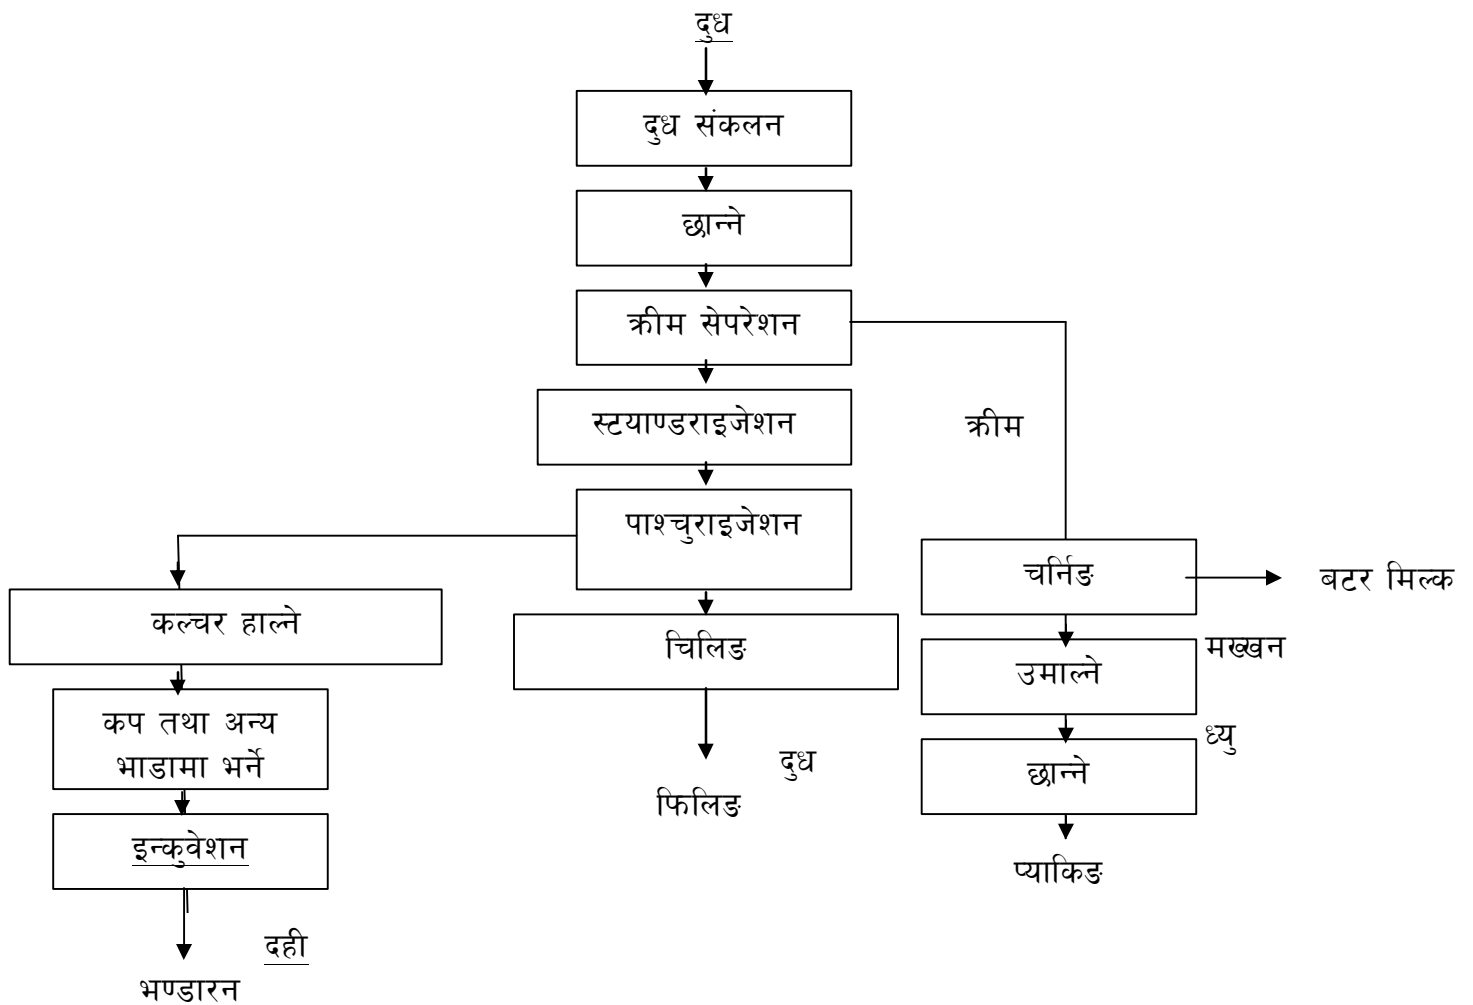 दुध
दुध संकलन
छान्ने
क्रीम सेपरेशन
स्टयाण्डराइजेशन
क्रीम
पाश्चुराइजेशन
चर्निङ
बटर मिल्क
कल्चर हाल्ने
चिलिङ
मख्खन
उमाल्ने
कप तथा अन्य
भाडामा भर्ने
ध्यु
दुध
छान्ने
फिलिङ
इन्कुवेशन
प्याकिङ
दही
भण्डारन